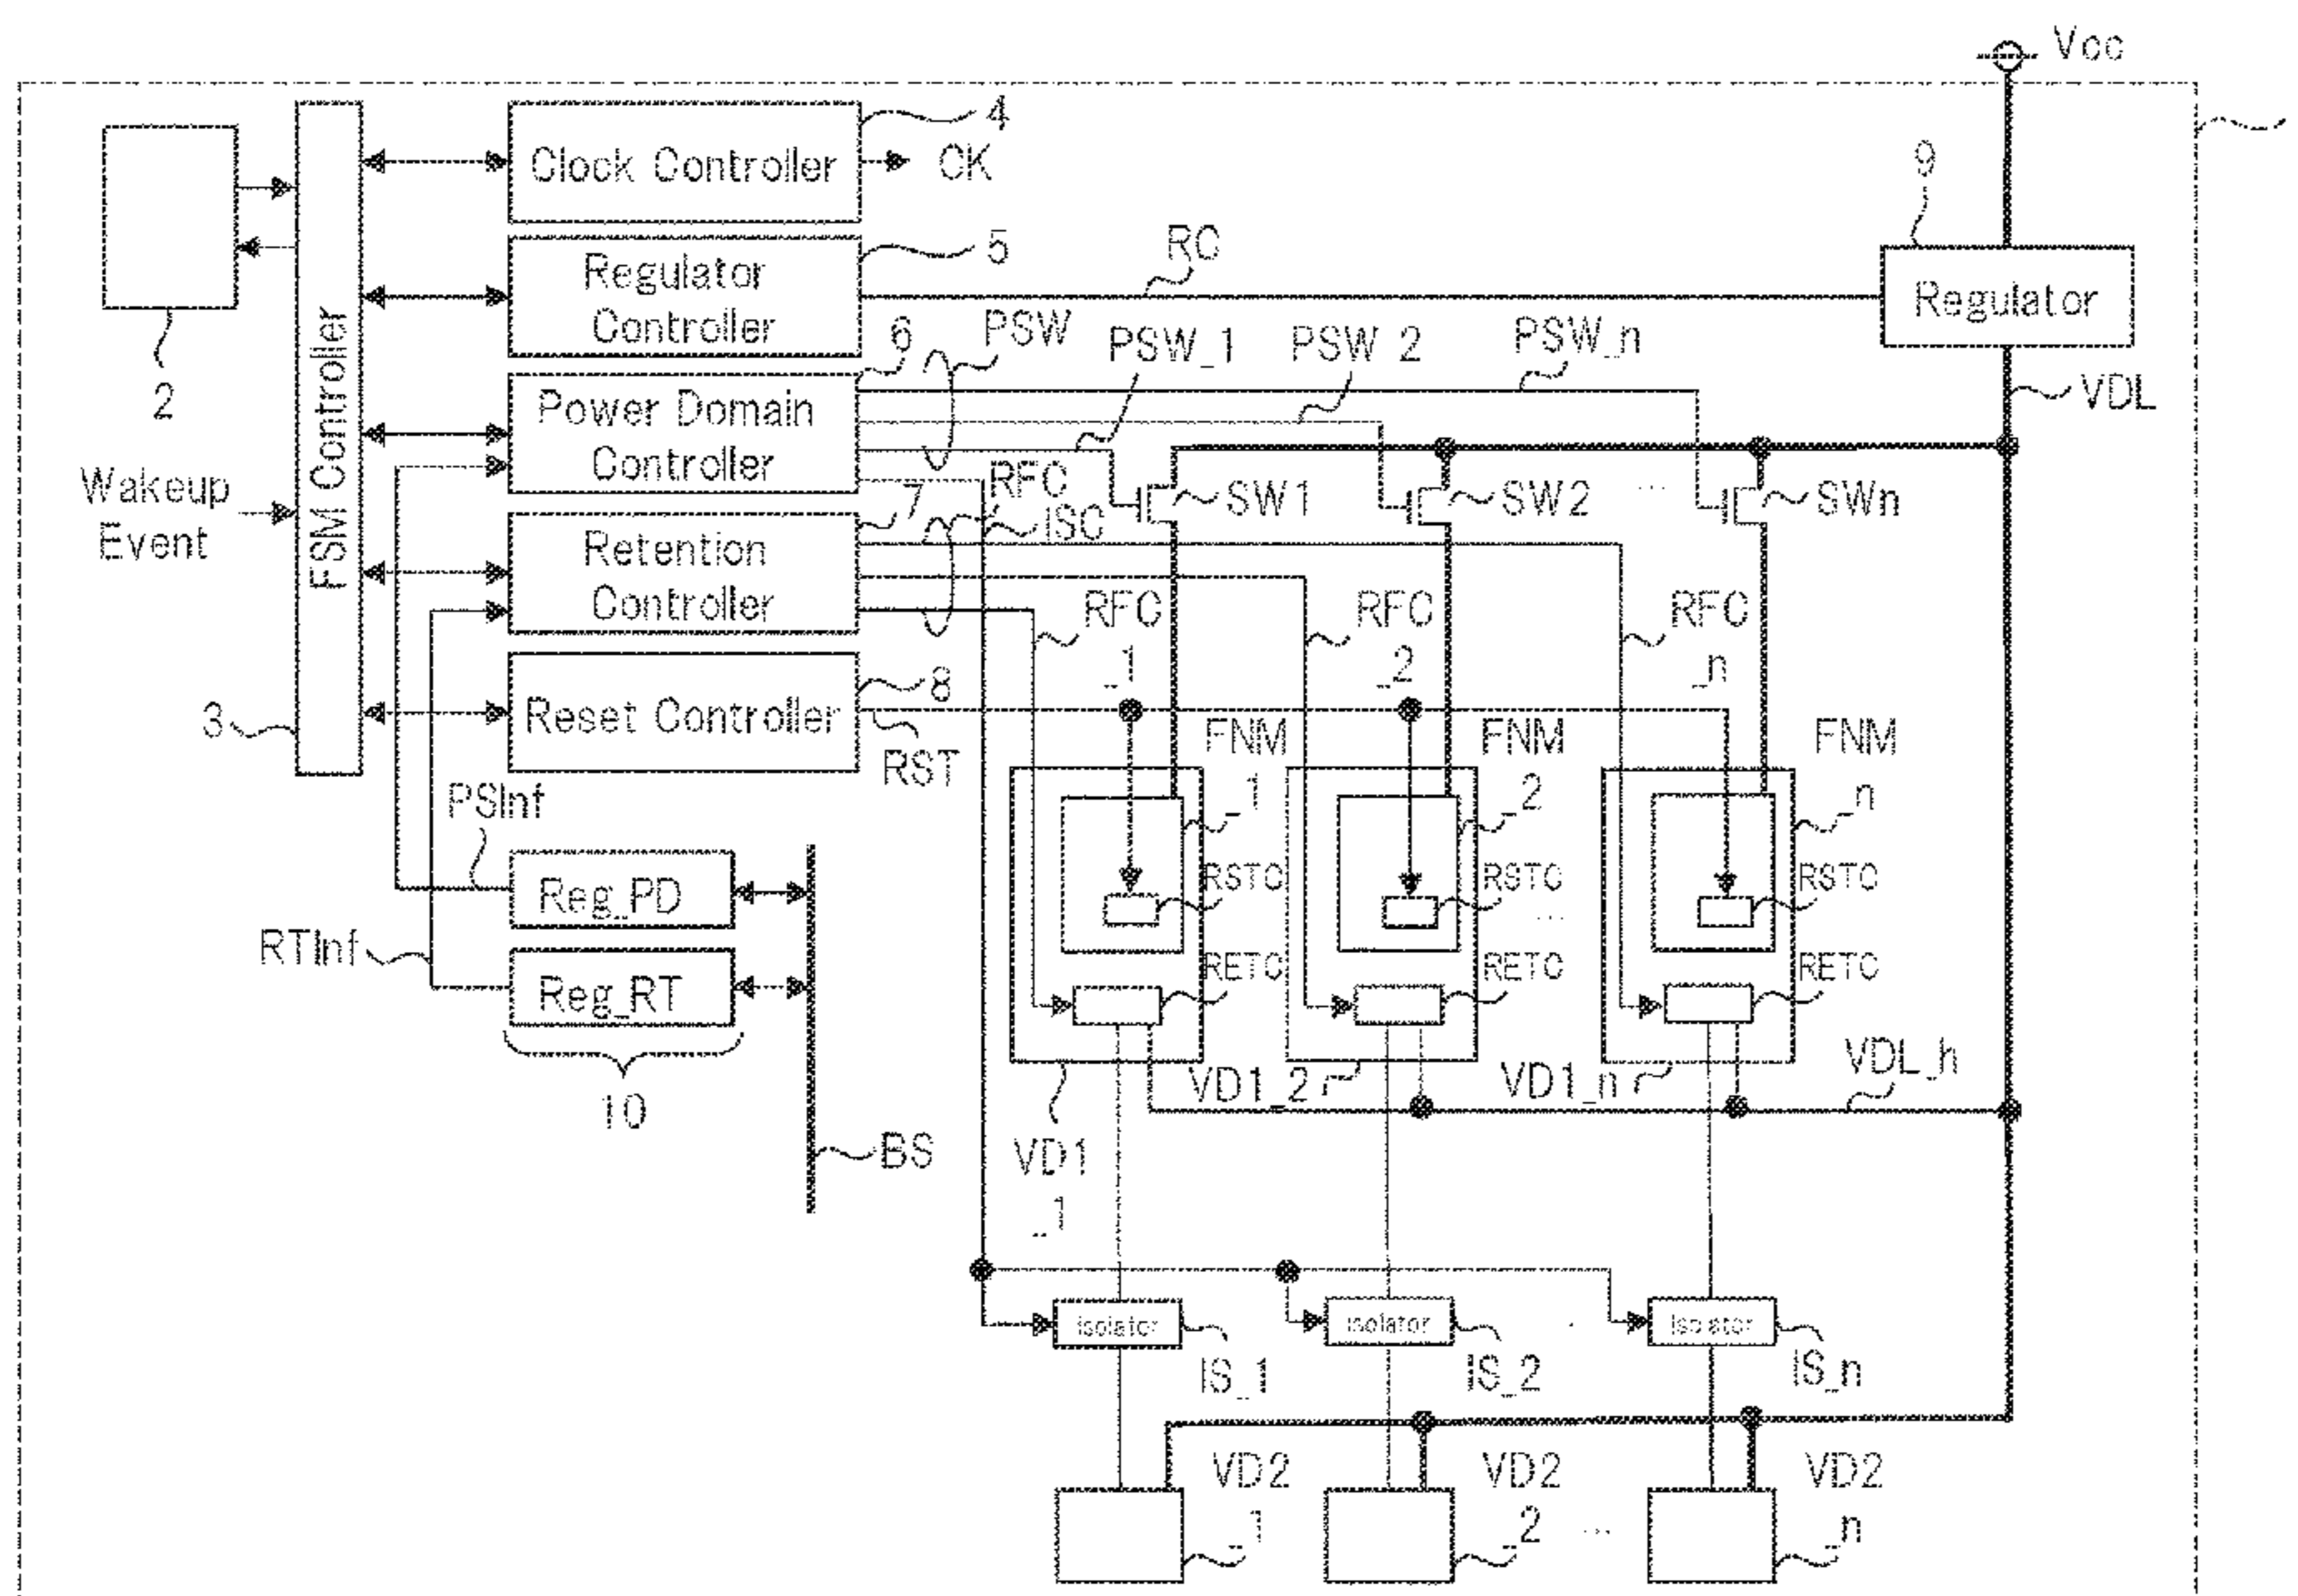 Vcc
4
Clock Controller
CK
9
2
5
Regulator
Controller
RC
Regulator
FSM Controller
6
PSW
PSW_1
PSW 2
PSW_n
VDL
Power Domain
Controller
Wakeup
Event
RFC
ISC
SW1
SW2
...
SWn
7
Retention
Controller
RFC
_1
RFC
_2
RFC
_n
3
8
Reset Controller
RST
FNM
_1
FNM
_2
FNM
_n
PSInf
Reg_PD
RSTC
RSTC
...
RSTC
RTInf
Reg_RT
RETC
RETC
RETC
10
BS
VD1
_1
VD1_2
VD1_n
VDL_h
isolator
isolator
isolator
IS_1
IS_2
IS_n
VD2
_1
VD2
_2
...
VD2
_n